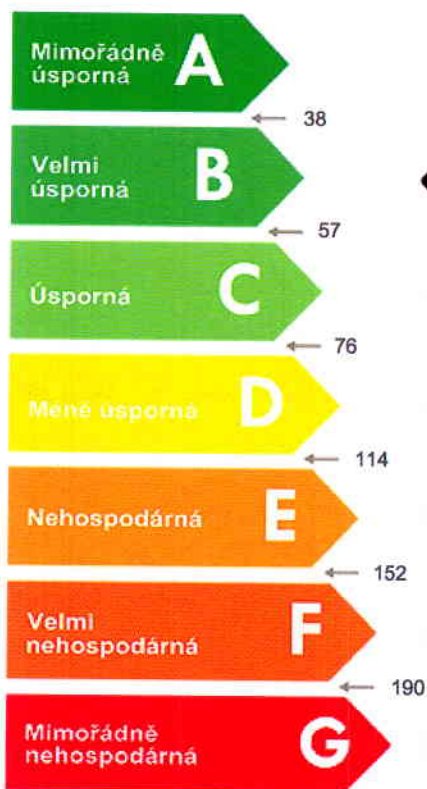 Mimořádně
úsporná
A
38
Velmi
úsporná
B
57
Úsporná
C
76
Méně úsporná
D
114
Nehospodárná
E
152
Velmi
nehospodárná
F
190
Mimořádně
nehospodárná
G